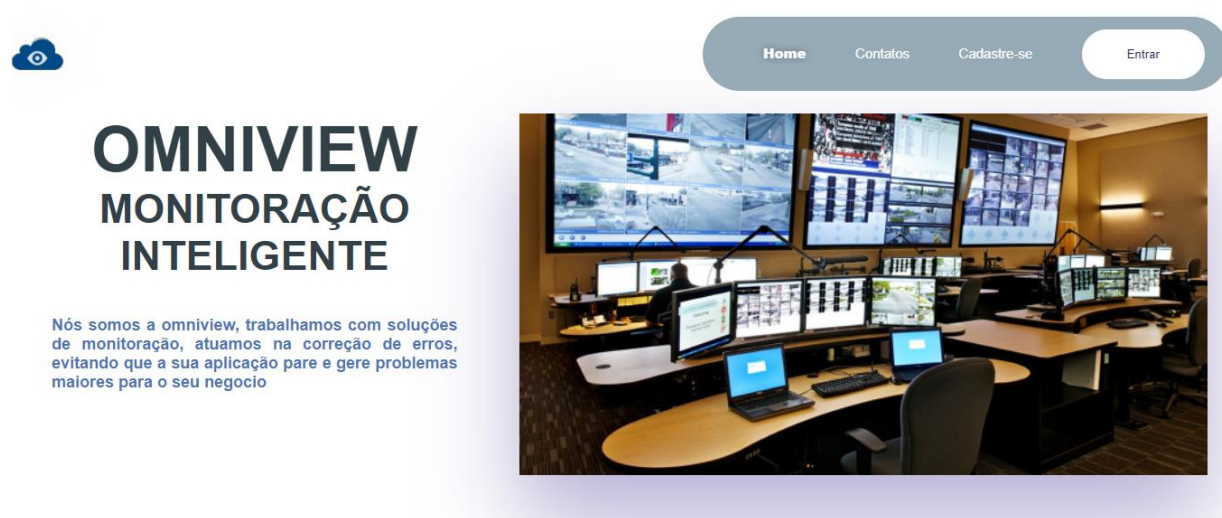 Home Contatos Cadastre-se Entrar
OMNIVIEW
MONITORAÇÃO
INTELIGENTE
Nós somos a omniview, trabalhamos com soluções
de monitoração, atuamos na correção de erros,
evitando que a sua aplicação pare e gere problemas
maiores para o seu negocio